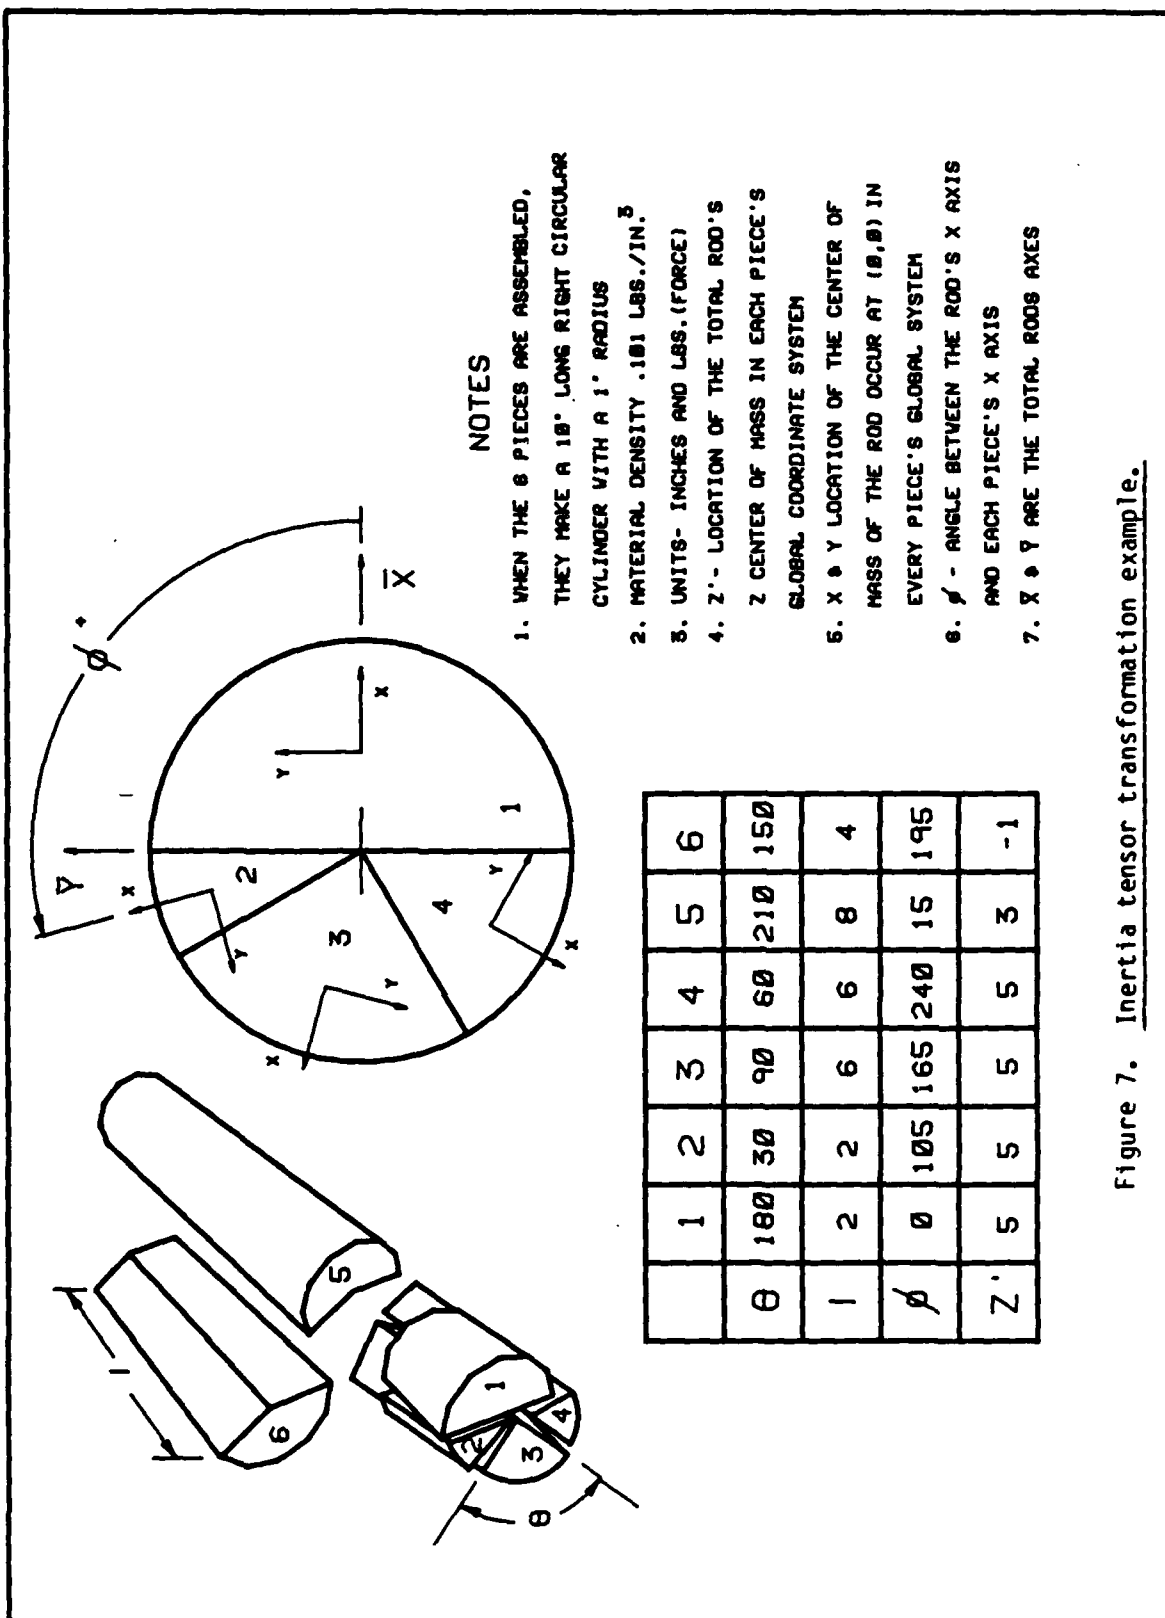 6
5
1
2
3
4
l
θ
Ȳ
X̄
ø +
X
Y
1
X
Y
2
3
X
Y
4
X
Y
NOTES
1. WHEN THE 6 PIECES ARE ASSEMBLED,
THEY MAKE A 10" LONG RIGHT CIRCULAR
CYLINDER WITH A 1" RADIUS
2. MATERIAL DENSITY .101 LBS./IN.³
3. UNITS- INCHES AND LBS.(FORCE)
4. Z'- LOCATION OF THE TOTAL ROD'S
Z CENTER OF MASS IN EACH PIECE'S
GLOBAL COORDINATE SYSTEM
5. X & Y LOCATION OF THE CENTER OF
MASS OF THE ROD OCCUR AT (0,0) IN
EVERY PIECE'S GLOBAL SYSTEM
6. ø - ANGLE BETWEEN THE ROD'S X AXIS
AND EACH PIECE'S X AXIS
7. X̄ & Ȳ ARE THE TOTAL RODS AXES
1 2 3 4 5 6
θ 180 30 90 60 210 150
l 2 2 6 6 8 4
ø 0 105 165 240 15 195
Z' 5 5 5 5 3 -1
Figure 7. Inertia tensor transformation example.